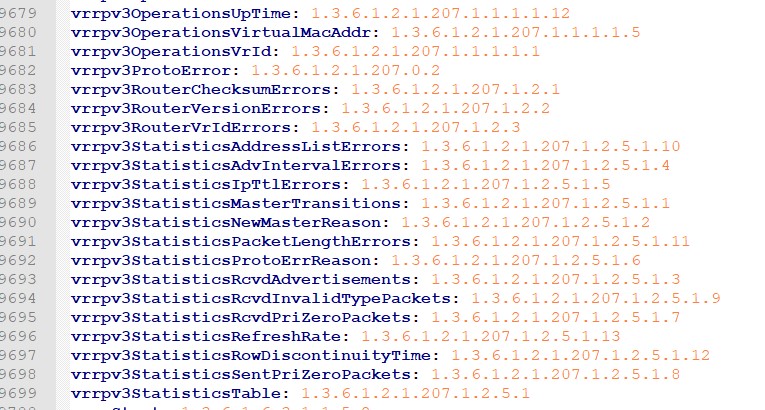 9679 vrrpv3OperationsUpTime: 1.3.6.1.2.1.207.1.1.1.1.12
9680 vrrpv3OperationsVirtualMacAddr: 1.3.6.1.2.1.207.1.1.1.1.5
9681 vrrpv3OperationsVrId: 1.3.6.1.2.1.207.1.1.1.1.1
9682 vrrpv3ProtoError: 1.3.6.1.2.1.207.0.2
9683 vrrpv3RouterChecksumErrors: 1.3.6.1.2.1.207.1.2.1
9684 vrrpv3RouterVersionErrors: 1.3.6.1.2.1.207.1.2.2
9685 vrrpv3RouterVrIdErrors: 1.3.6.1.2.1.207.1.2.3
9686 vrrpv3StatisticsAddressListErrors: 1.3.6.1.2.1.207.1.2.5.1.10
9687 vrrpv3StatisticsAdvIntervalErrors: 1.3.6.1.2.1.207.1.2.5.1.4
9688 vrrpv3StatisticsIpTtlErrors: 1.3.6.1.2.1.207.1.2.5.1.5
9689 vrrpv3StatisticsMasterTransitions: 1.3.6.1.2.1.207.1.2.5.1.1
9690 vrrpv3StatisticsNewMasterReason: 1.3.6.1.2.1.207.1.2.5.1.2
9691 vrrpv3StatisticsPacketLengthErrors: 1.3.6.1.2.1.207.1.2.5.1.11
9692 vrrpv3StatisticsProtoErrReason: 1.3.6.1.2.1.207.1.2.5.1.6
9693 vrrpv3StatisticsRcvdAdvertisements: 1.3.6.1.2.1.207.1.2.5.1.3
9694 vrrpv3StatisticsRcvdInvalidTypePackets: 1.3.6.1.2.1.207.1.2.5.1.9
9695 vrrpv3StatisticsRcvdPriZeroPackets: 1.3.6.1.2.1.207.1.2.5.1.7
9696 vrrpv3StatisticsRefreshRate: 1.3.6.1.2.1.207.1.2.5.1.13
9697 vrrpv3StatisticsRowDiscontinuityTime: 1.3.6.1.2.1.207.1.2.5.1.12
9698 vrrpv3StatisticsSentPriZeroPackets: 1.3.6.1.2.1.207.1.2.5.1.8
9699 vrrpv3StatisticsTable: 1.3.6.1.2.1.207.1.2.5.1